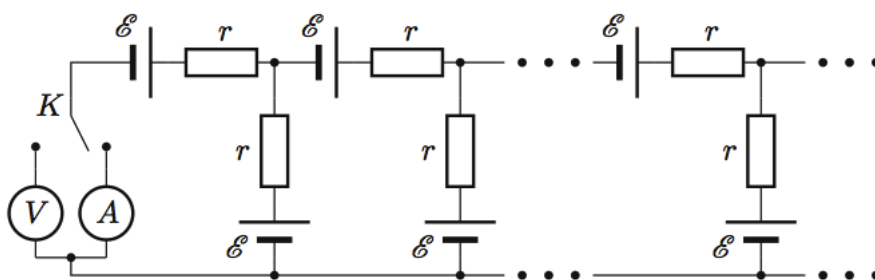 ℰ r ℰ r ℰ r
K r r r
V A
ℰ ℰ ℰ